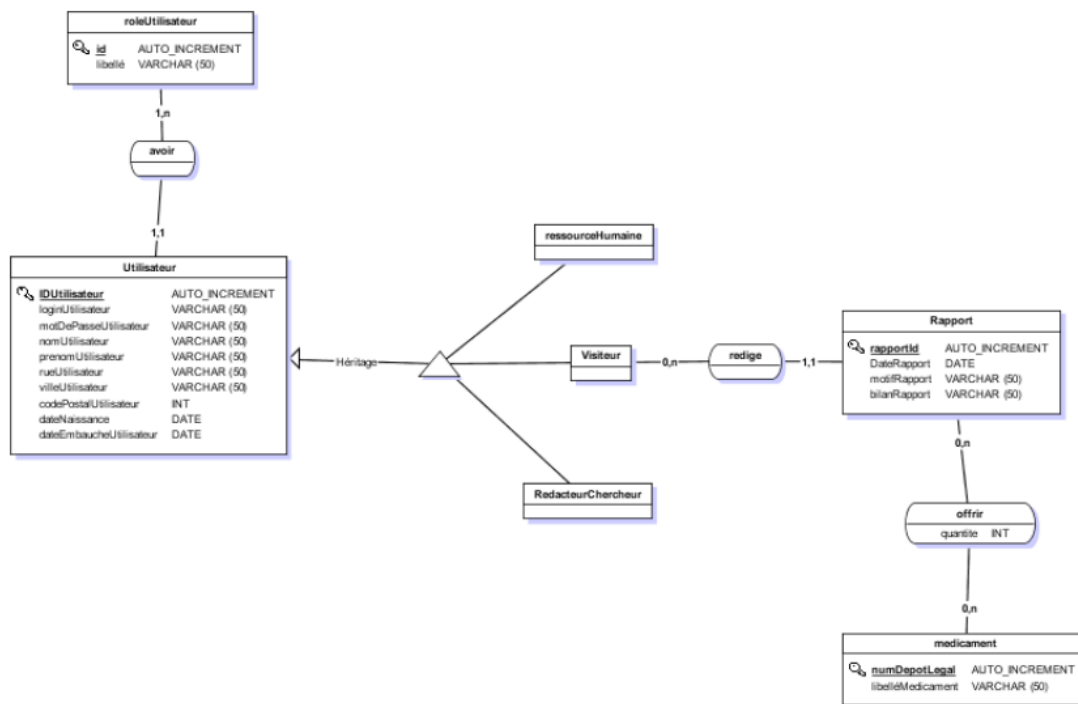 roleUtilisateur
id AUTO_INCREMENT
libellé VARCHAR (50)
1,n
avoir
1,1
Utilisateur
IDUtilisateur AUTO_INCREMENT
loginUtilisateur VARCHAR (50)
motDePasseUtilisateur VARCHAR (50)
nomUtilisateur VARCHAR (50)
prenomUtilisateur VARCHAR (50)
rueUtilisateur VARCHAR (50)
villeUtilisateur VARCHAR (50)
codePostalUtilisateur INT
dateNaissance DATE
dateEmbaucheUtilisateur DATE
Héritage
ressourceHumaine
Visiteur
0,n
redige
1,1
RedacteurChercheur
Rapport
rapportId AUTO_INCREMENT
DateRapport DATE
motifRapport VARCHAR (50)
bilanRapport VARCHAR (50)
0,n
offrir
quantite INT
0,n
medicament
numDepotLegal AUTO_INCREMENT
libelléMedicament VARCHAR (50)